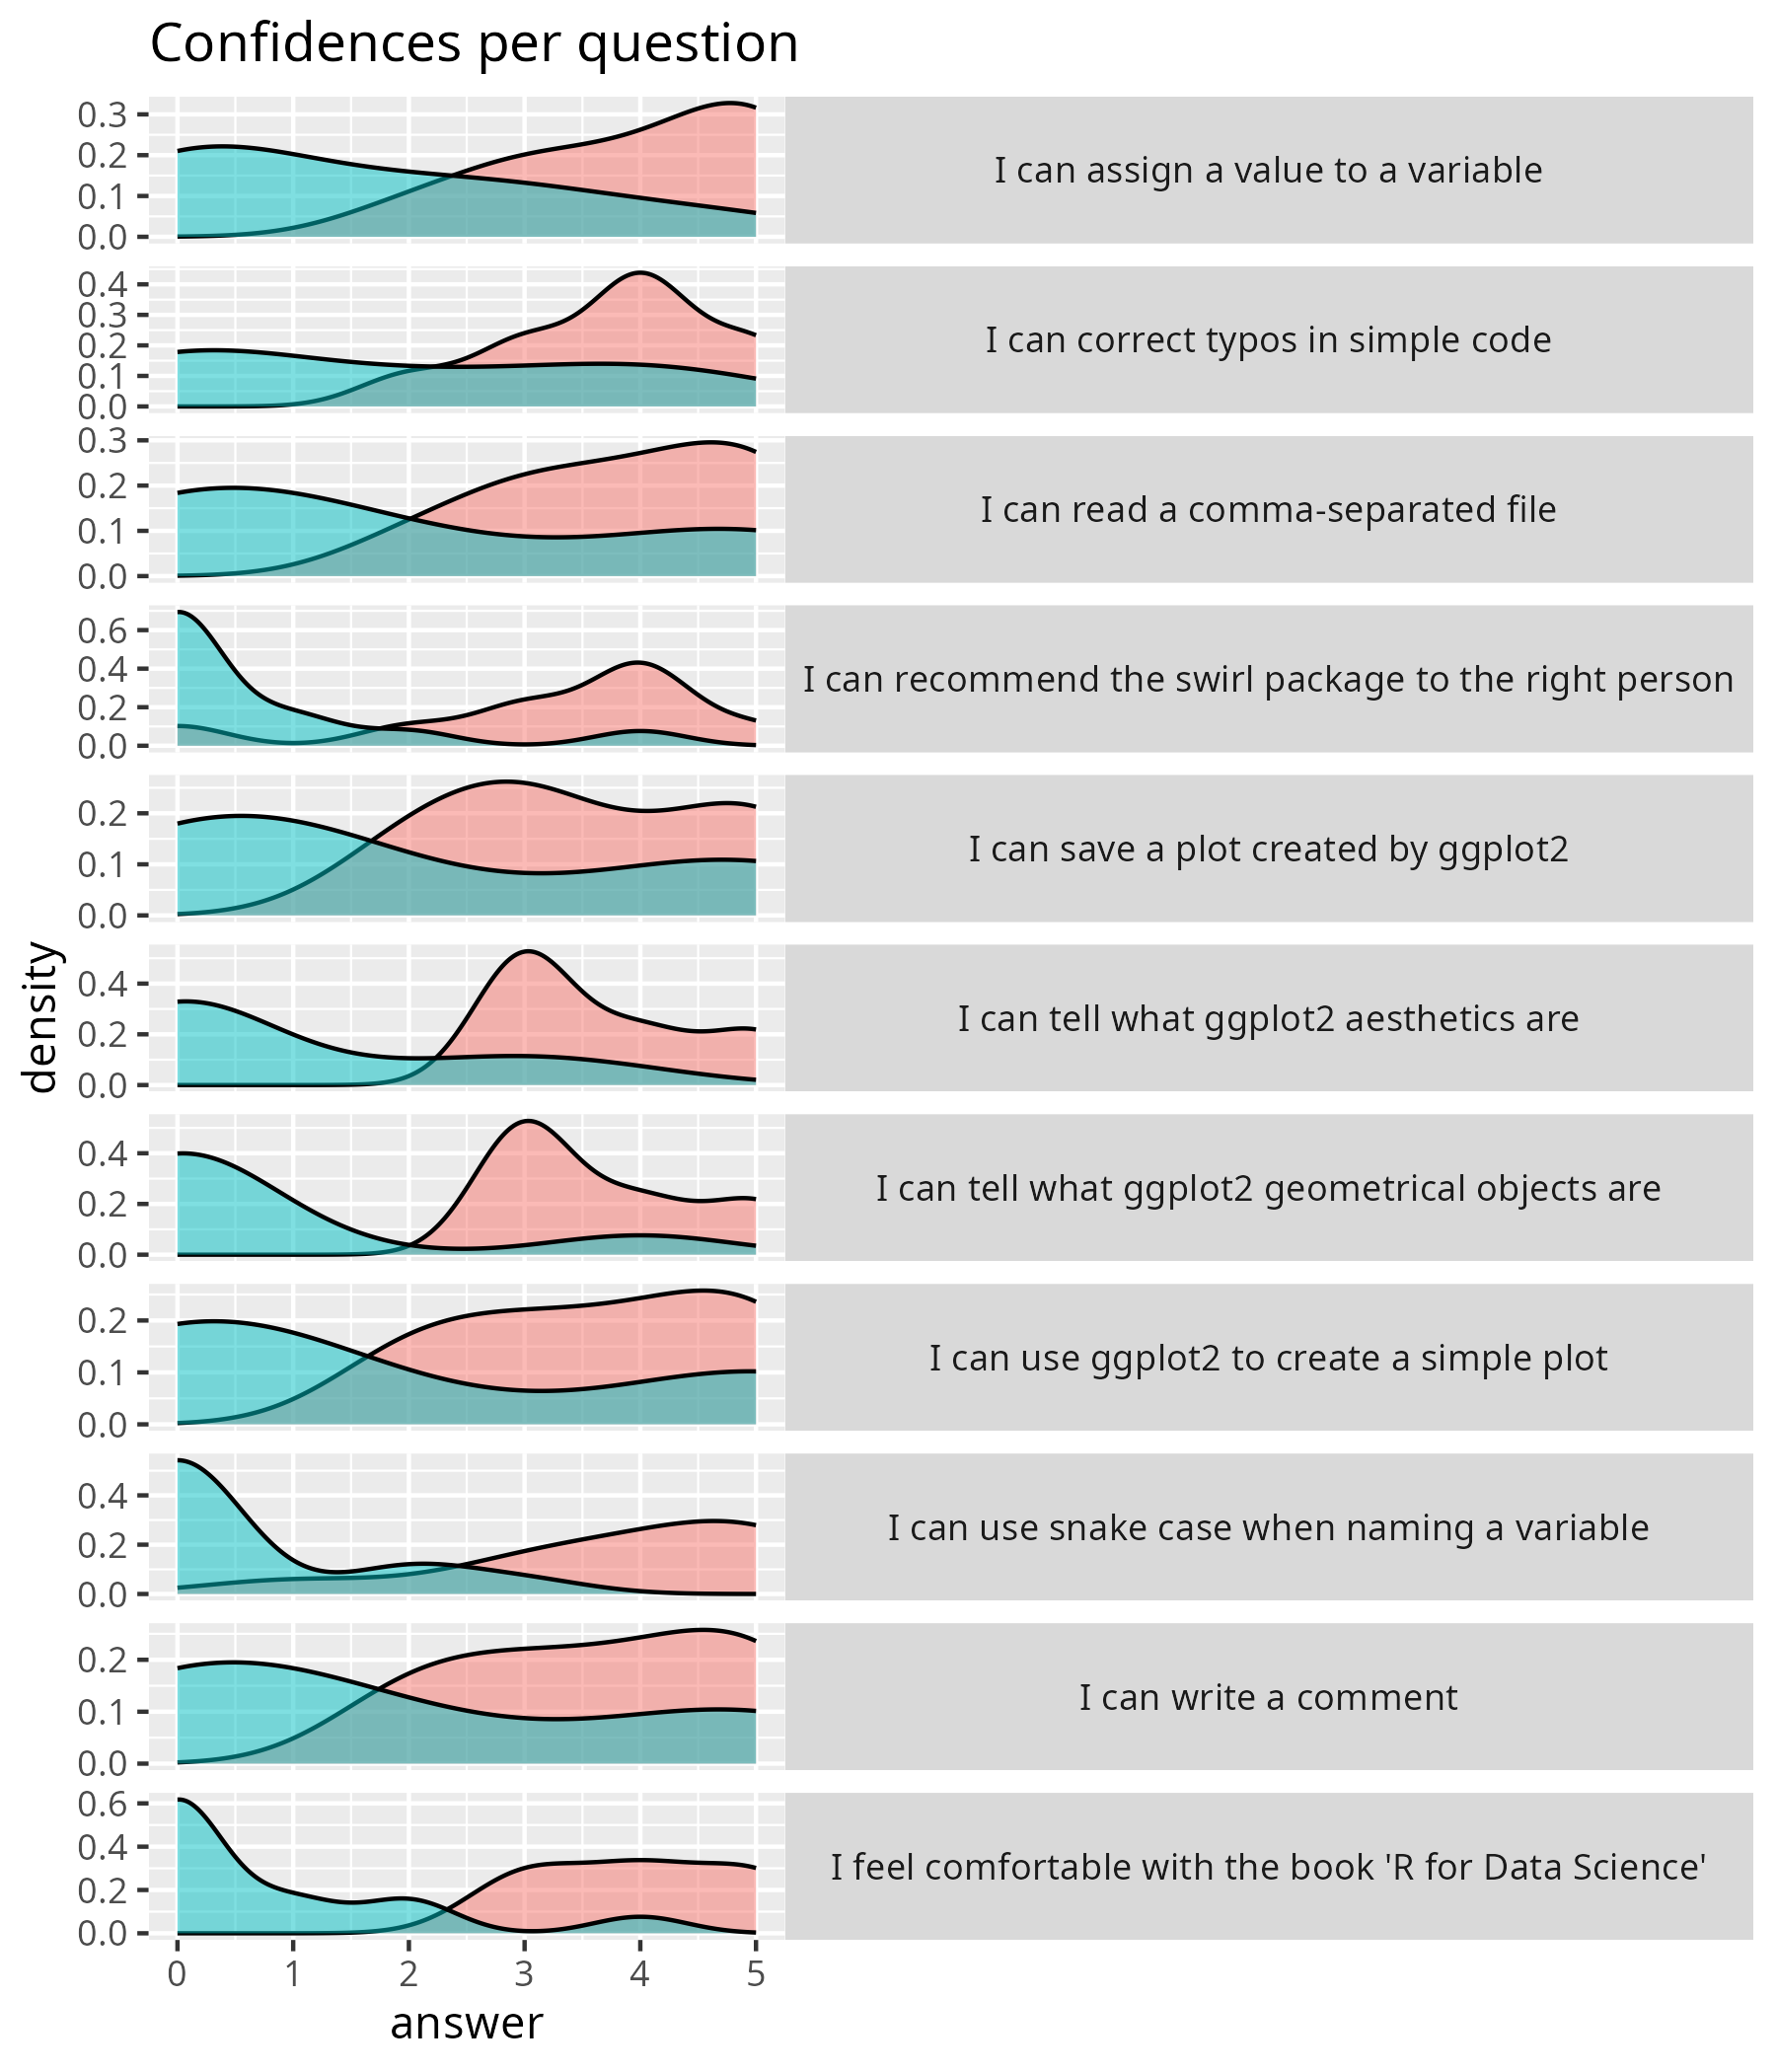 Confidences per question
0.3
0.2
0.1
0.0
I can assign a value to a variable
0.4
0.3
0.2
0.1
0.0
I can correct typos in simple code
0.3
0.2
0.1
0.0
I can read a comma-separated file
0.6
0.4
0.2
0.0
I can recommend the swirl package to the right person
0.2
0.1
0.0
I can save a plot created by ggplot2
density
0.4
0.2
0.0
I can tell what ggplot2 aesthetics are
0.4
0.2
0.0
I can tell what ggplot2 geometrical objects are
0.2
0.1
0.0
I can use ggplot2 to create a simple plot
0.4
0.2
0.0
I can use snake case when naming a variable
0.2
0.1
0.0
I can write a comment
0.6
0.4
0.2
0.0
I feel comfortable with the book 'R for Data Science'
0 1 2 3 4 5
answer